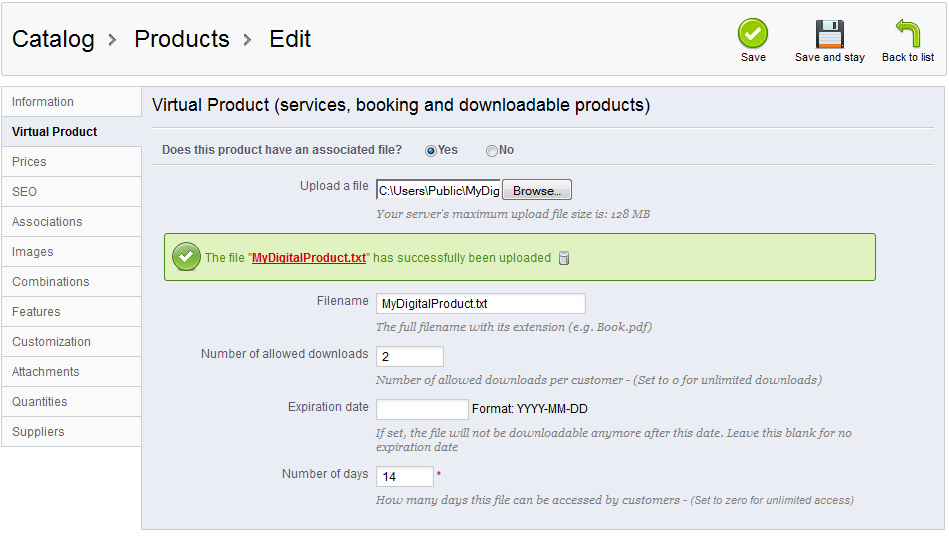 Catalog > Products > Edit
Save
Save and stay
Back to list
Information
Virtual Product
Prices
SEO
Associations
Images
Combinations
Features
Customization
Attachments
Quantities
Suppliers
Virtual Product (services, booking and downloadable products)
Does this product have an associated file? Yes No
Upload a file C:\Users\Public\MyDig Browse...
Your server's maximum upload file size is: 128 MB
The file "MyDigitalProduct.txt" has successfully been uploaded
Filename MyDigitalProduct.txt
The full filename with its extension (e.g. Book.pdf)
Number of allowed downloads 2
Number of allowed downloads per customer - (Set to 0 for unlimited downloads)
Expiration date Format: YYYY-MM-DD
If set, the file will not be downloadable anymore after this date. Leave this blank for no
expiration date
Number of days 14 *
How many days this file can be accessed by customers - (Set to zero for unlimited access)